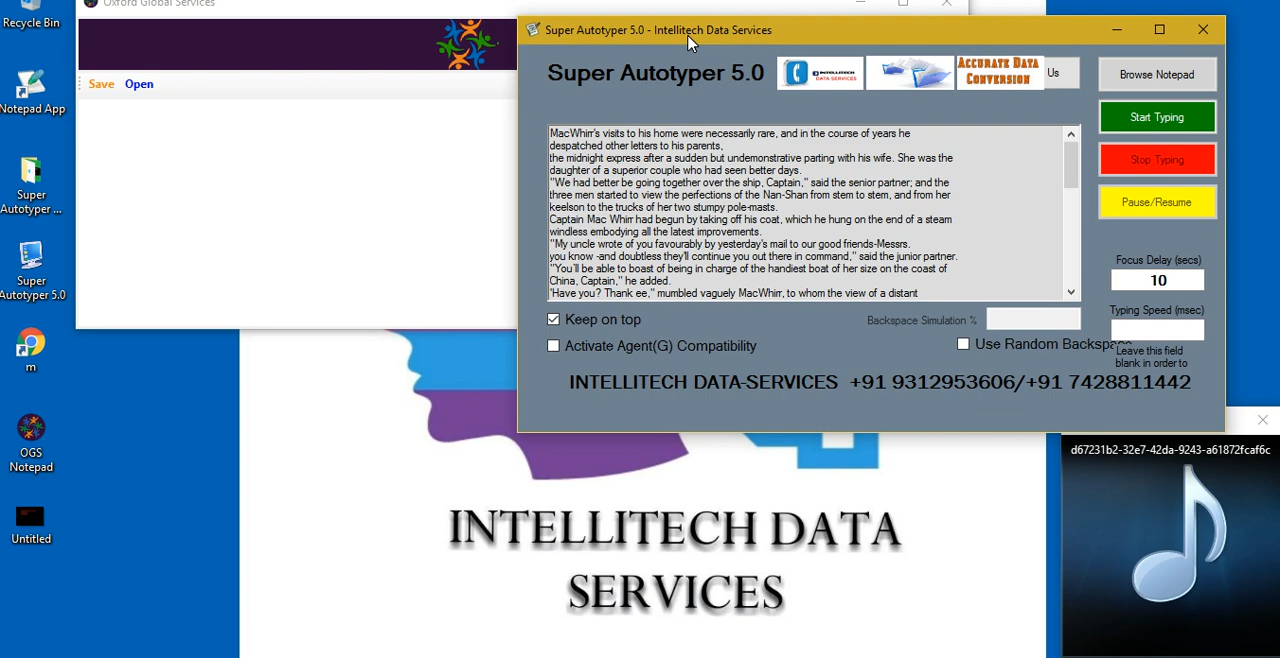 Recycle Bin
Notepad App
Super
Autotyper ...
Super
Autotyper 5.0
m
OGS
Notepad
Untitled
Oxford Global Services
Save Open
Super Autotyper 5.0 - Intellitech Data Services
Super Autotyper 5.0
INTELLITECH
DATA SERVICES
ACCURATE DATA
CONVERSION
Us
Browse Notepad
Start Typing
Stop Typing
Pause/Resume
MacWhirr's visits to his home were necessarily rare, and in the course of years he
despatched other letters to his parents,
the midnight express after a sudden but undemonstrative parting with his wife. She was the
daughter of a superior couple who had seen better days.
"We had better be going together over the ship, Captain," said the senior partner; and the
three men started to view the perfections of the Nan-Shan from stem to stem, and from her
keelson to the trucks of her two stumpy pole-masts.
Captain Mac Whirr had begun by taking off his coat, which he hung on the end of a steam
windless embodying all the latest improvements.
"My uncle wrote of you favourably by yesterday's mail to our good friends-Messrs.
you know -and doubtless they'll continue you out there in command," said the junior partner.
"You'll be able to boast of being in charge of the handiest boat of her size on the coast of
China, Captain," he added.
'Have you? Thank ee," mumbled vaguely MacWhirr, to whom the view of a distant
Focus Delay (secs)
10
Typing Speed (msec)
Leave this field
blank in order to
Keep on top
Backspace Simulation %
Activate Agent(G) Compatibility
Use Random Backspa
INTELLITECH DATA-SERVICES +91 9312953606/+91 7428811442
d67231b2-32e7-42da-9243-a61872fcaf6c
INTELLITECH DATA
SERVICES